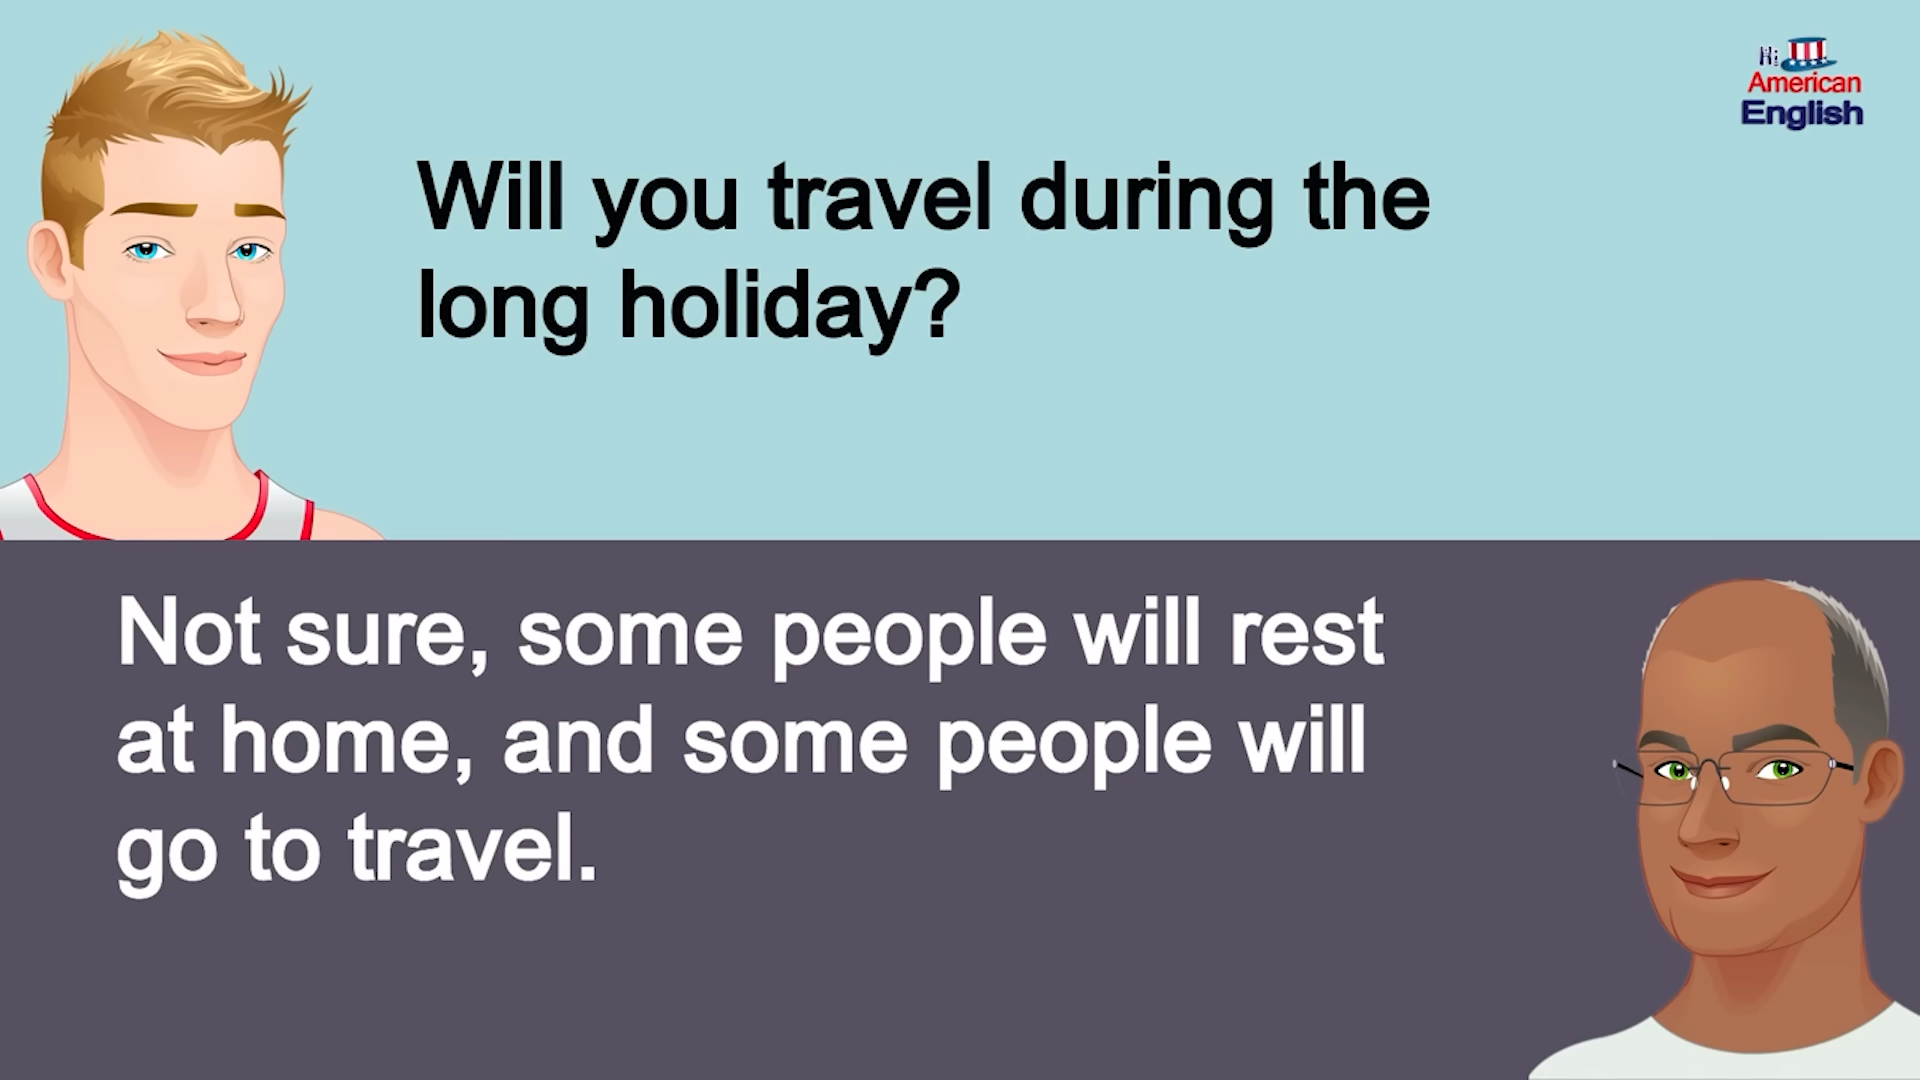 Hi
American
English
Will you travel during the
long holiday?
Not sure, some people will rest
at home, and some people will
go to travel.